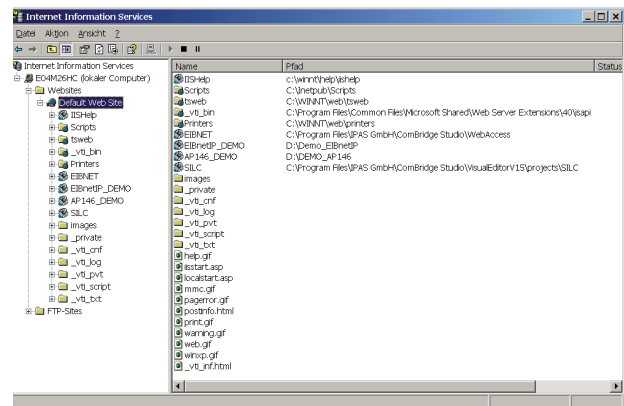 Internet Information Services
Datei Aktion Ansicht ?
Internet Information Services
E04M26HC (lokaler Computer)
Websites
Default Web Site
IISHelp
Scripts
tsweb
_vti_bin
Printers
EIBNET
EIBnetIP_DEMO
AP146_DEMO
SILC
images
_private
_vti_cnf
_vti_log
_vti_pvt
_vti_script
_vti_txt
FTP-Sites
Name Pfad Status
IISHelp c:\winnt\help\iishelp
Scripts C:\Inetpub\Scripts
tsweb C:\WINNT\web\tsweb
_vti_bin C:\Program Files\Common Files\Microsoft Shared\Web Server Extensions\40\isapi
Printers C:\WINNT\web\printers
EIBNET C:\Program Files\IPAS GmbH\ComBridge Studio\WebAccess
EIBnetIP_DEMO D:\Demo_EIBnetIP
AP146_DEMO D:\DEMO_AP146
SILC C:\Program Files\IPAS GmbH\ComBridge Studio\VisualEditorV15\projects\SILC
images
_private
_vti_cnf
_vti_log
_vti_pvt
_vti_script
_vti_txt
help.gif
iisstart.asp
localstart.asp
mmc.gif
pagerror.gif
postinfo.html
print.gif
warning.gif
web.gif
winxp.gif
_vti_inf.html